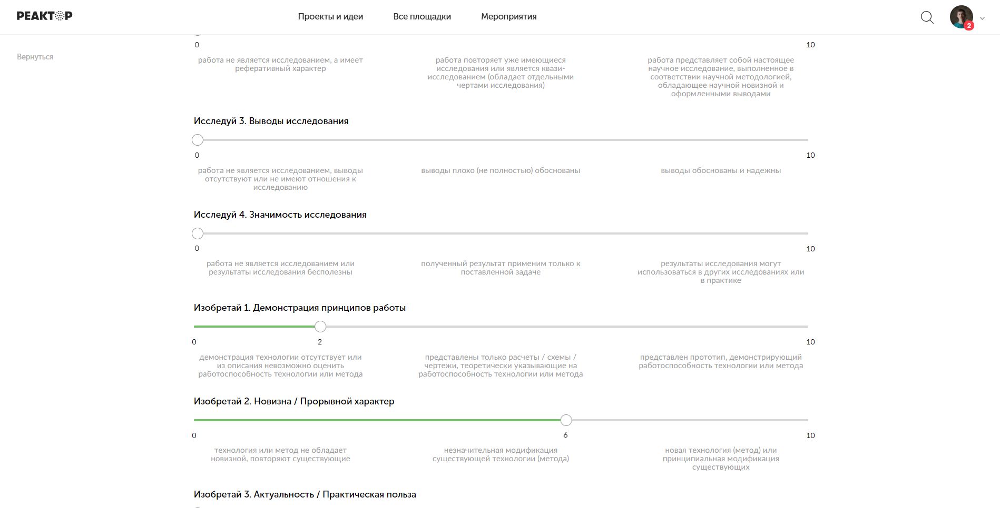 РЕАКТОР
Проекты и идеи
Все площадки
Мероприятия
2
Вернуться
0
10
работа не является исследованием, а имеет
реферативный характер
работа повторяет уже имеющиеся
исследования или является квази-
исследованием (обладает отдельными
чертами исследования)
работа представляет собой настоящее
научное исследование, выполненное в
соответствии научной методологией,
обладающее научной новизной и
оформленными выводами
Исследуй 3. Выводы исследования
0
10
работа не является исследованием, выводы
отсутствуют или не имеют отношения к
исследованию
выводы плохо (не полностью) обоснованы
выводы обоснованы и надежны
Исследуй 4. Значимость исследования
0
10
работа не является исследованием или
результаты исследования бесполезны
полученный результат применим только к
поставленной задаче
результаты исследования могут
использоваться в других исследованиях или
в практике
Изобретай 1. Демонстрация принципов работы
0
2
10
демонстрация технологии отсутствует или
из описания невозможно оценить
работоспособность технологии или метода
представлены только расчеты / схемы /
чертежи, теоретически указывающие на
работоспособность технологии или метода
представлен прототип, демонстрирующий
работоспособность технологии или метода
Изобретай 2. Новизна / Прорывной характер
0
6
10
технология или метод не обладает
новизной, повторяют существующие
незначительная модификация
существующей технологии (метода)
новая технология (метод) или
принципиальная модификация
существующих
Изобретай 3. Актуальность / Практическая польза